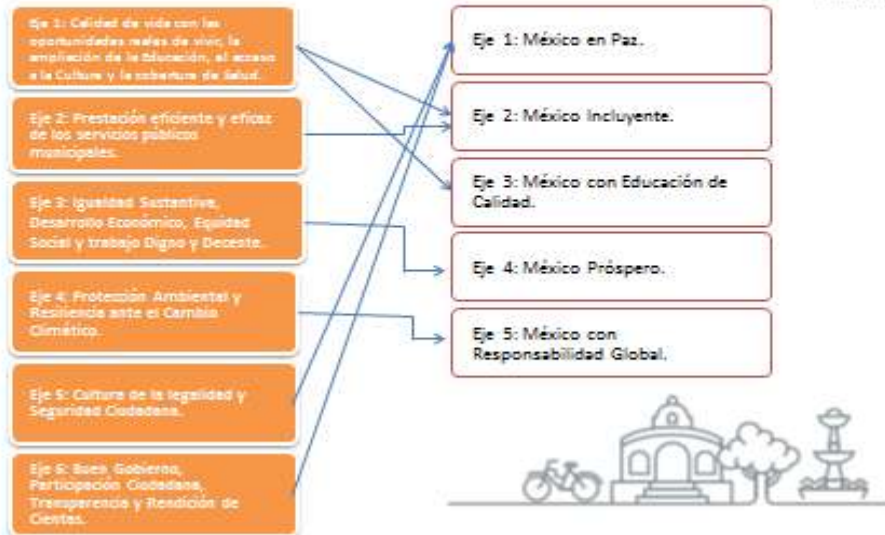 Eje 1: Calidad de vida con las
oportunidades reales de vivir, la
ampliación de la Educación, el acceso
a la Cultura y la cobertura de Salud.
Eje 2: Prestación eficiente y eficaz
de los servicios públicos
municipales.
Eje 3: Igualdad Sustantiva,
Desarrollo Económico, Equidad
Social y trabajo Digno y Decente.
Eje 4: Protección Ambiental y
Resiliencia ante el Cambio
Climático.
Eje 5: Cultura de la legalidad y
Seguridad Ciudadana.
Eje 6: Buen Gobierno,
Participación Ciudadana,
Transparencia y Rendición de
Cientas.
Eje 1: México en Paz.
Eje 2: México Incluyente.
Eje 3: México con Educación de
Calidad.
Eje 4: México Próspero.
Eje 5: México con
Responsabilidad Global.